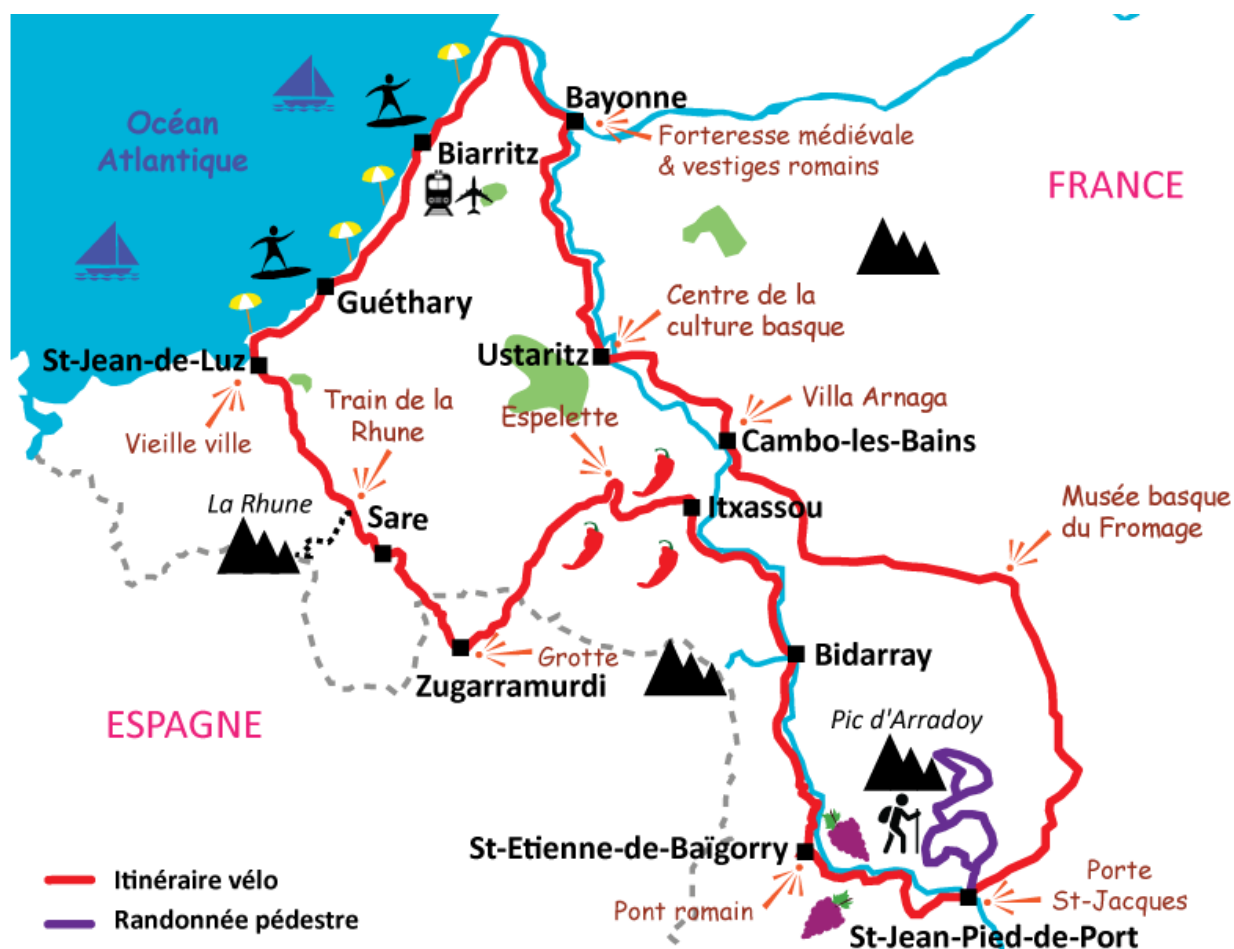 Océan
Atlantique
Bayonne
Forteresse médiévale
& vestiges romains
Biarritz
FRANCE
Guéthary
Centre de la
culture basque
St-Jean-de-Luz
Ustaritz
Train de la
Rhune
Vieille ville
Espelette
Villa Arnaga
Cambo-les-Bains
La Rhune
Sare
Itxassou
Musée basque
du Fromage
Grotte
Zugarramurdi
Bidarray
ESPAGNE
Pic d'Arradoy
St-Etienne-de-Baïgorry
Itinéraire vélo
Randonnée pédestre
Pont romain
Porte
St-Jacques
St-Jean-Pied-de-Port